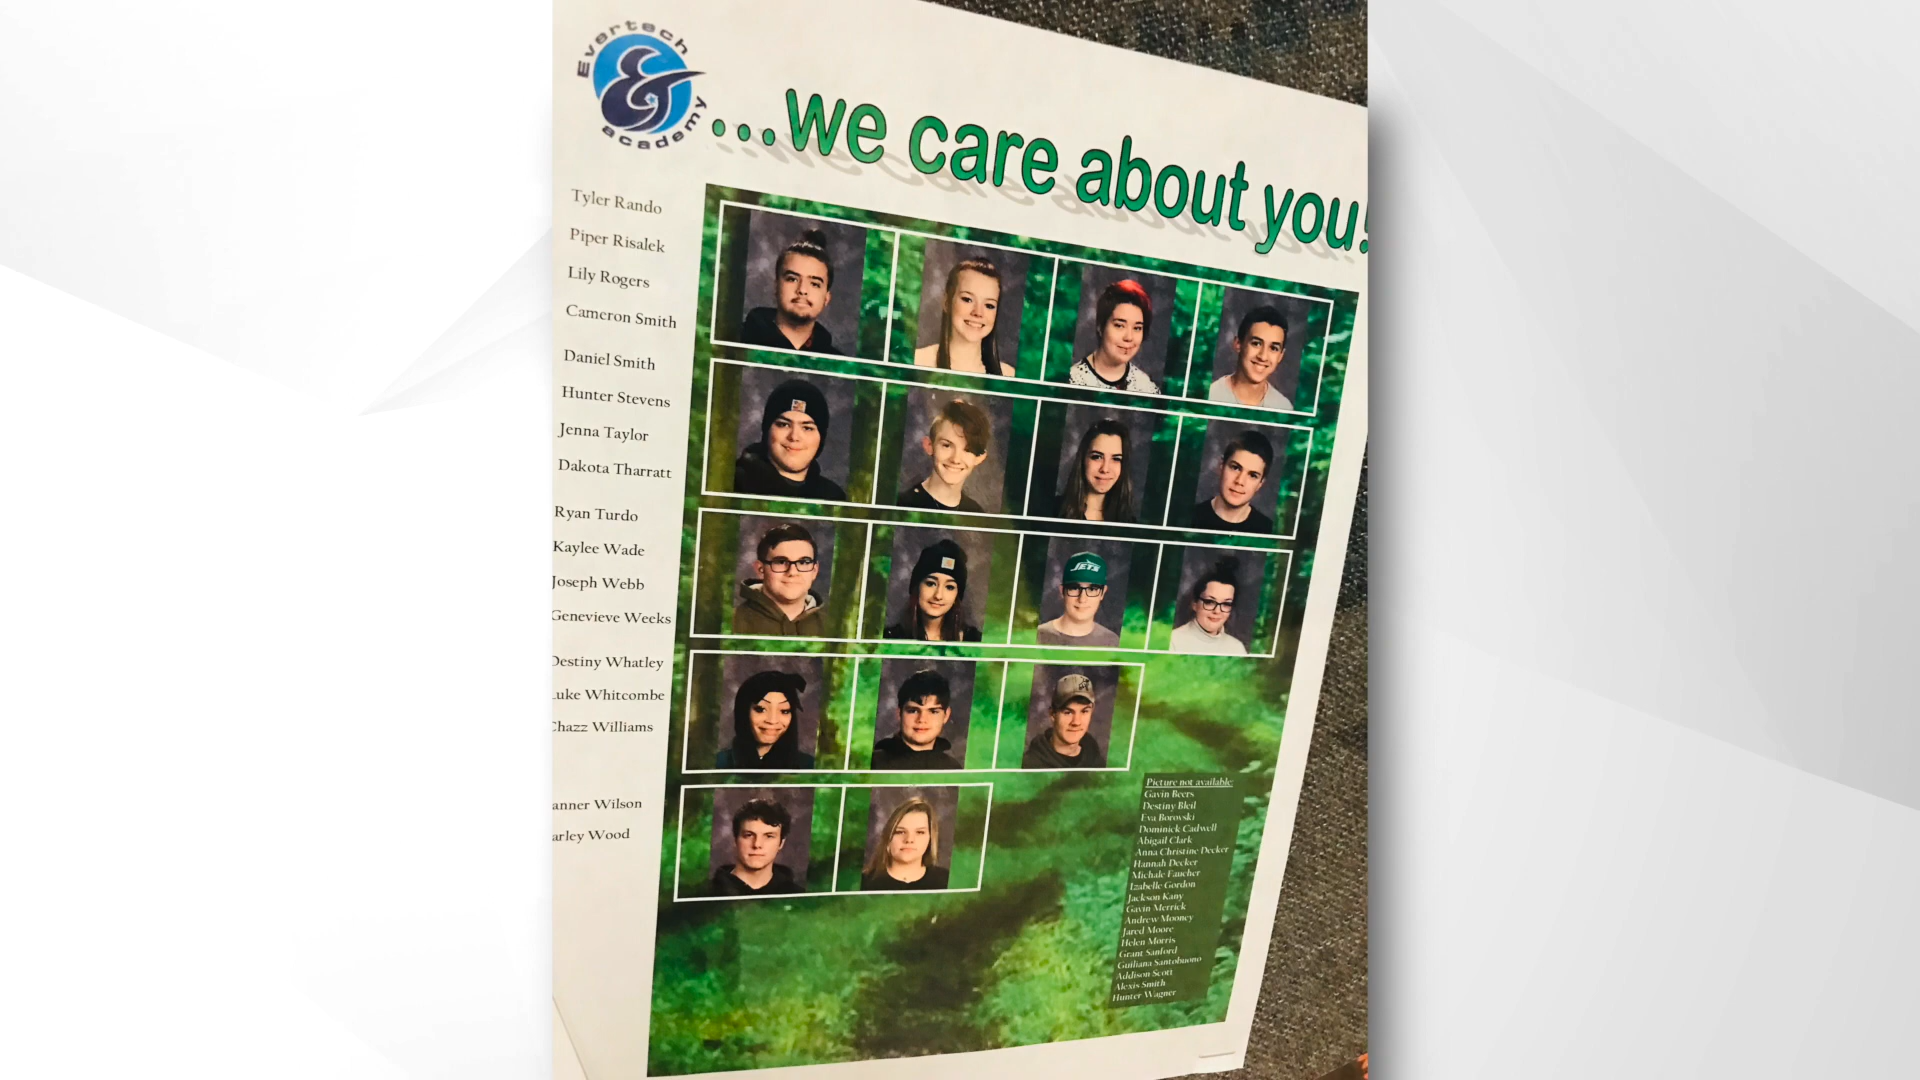 Evertech
academy
...we care about you!
Tyler Rando
Piper Risalek
Lily Rogers
Cameron Smith
Daniel Smith
Hunter Stevens
Jenna Taylor
Dakota Tharratt
Ryan Turdo
Kaylee Wade
Joseph Webb
Genevieve Weeks
Destiny Whatley
Luke Whitcombe
Chazz Williams
anner Wilson
arley Wood
JETS
Picture not available:
Gavin Beers
Destiny Bleil
Eva Borovski
Dominick Cadwell
Abigail Clark
Anna Christine Decker
Hannah Decker
Michale Faucher
Izabelle Gordon
Jackson Kany
Gavin Merrick
Andrew Mooney
Jared Moore
Helen Morris
Grant Sanford
Guiliana Santobuono
Addison Scott
Alexis Smith
Hunter Wagner